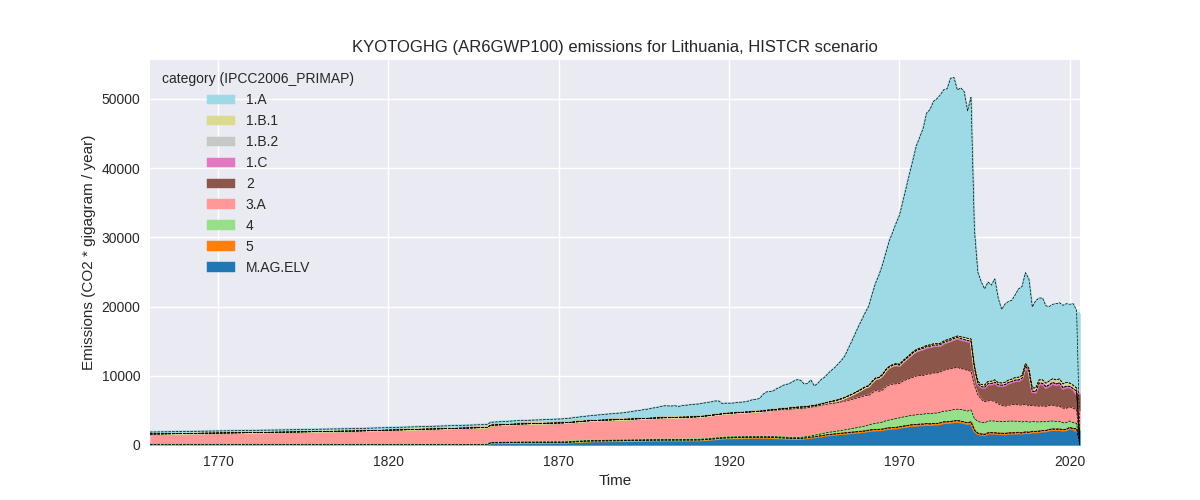 KYOTOGHG (AR6GWP100) emissions for Lithuania, HISTCR scenario
category (IPCC2006_PRIMAP)
1.A
1.B.1
1.B.2
1.C
2
3.A
4
5
M.AG.ELV
Emissions (CO2 * gigagram / year)
50000
40000
30000
20000
10000
0
1770
1820
1870
1920
1970
2020
Time